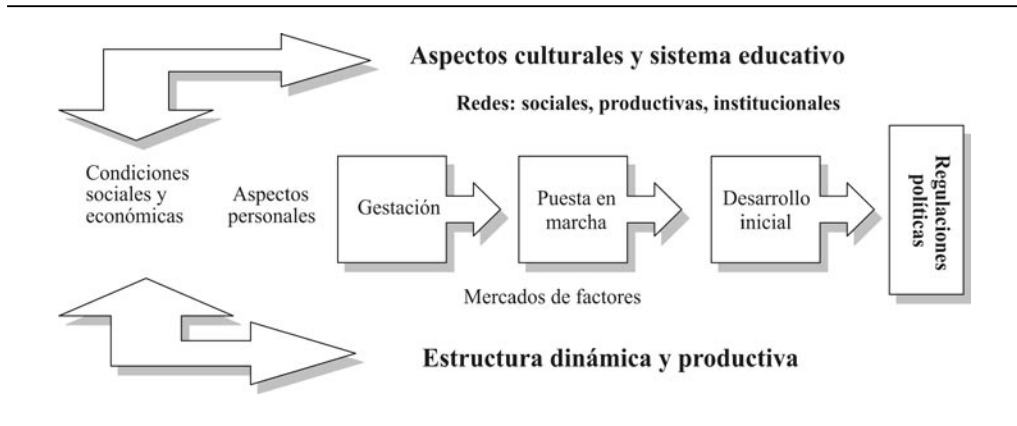 Aspectos culturales y sistema educativo
Redes: sociales, productivas, institucionales
Condiciones
sociales y
económicas
Aspectos
personales
Gestación
Puesta en
marcha
Desarrollo
inicial
Regulaciones
políticas
Mercados de factores
Estructura dinámica y productiva